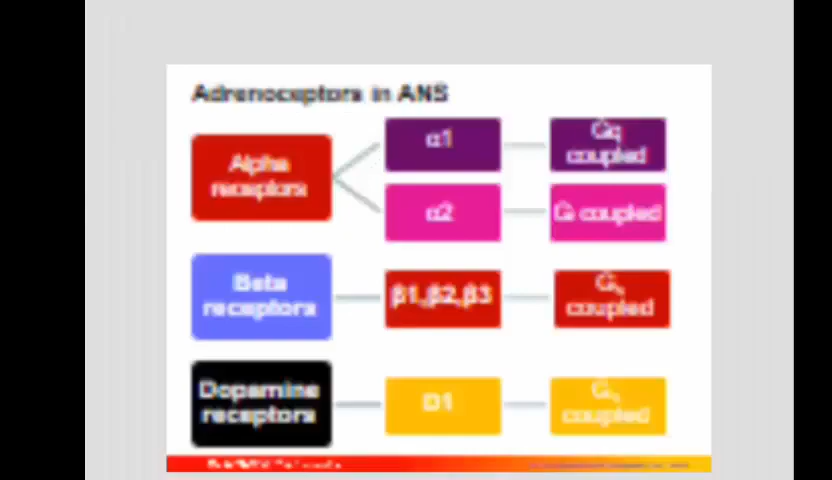 Adrenoceptors in ANS
Alpha
receptors
α1
Gq
coupled
α2
Gi coupled
Beta
receptors
β1,β2,β3
Gs
coupled
Dopamine
receptors
D1
Gs
coupled